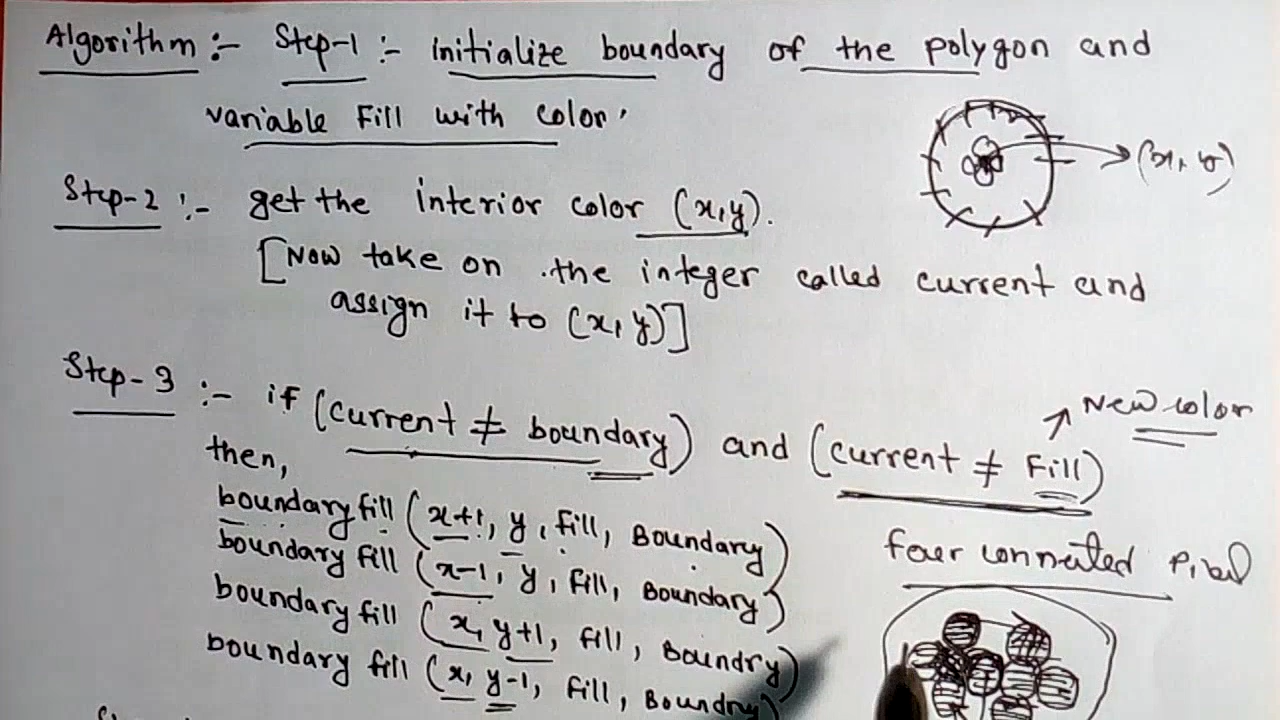 Algorithm :- Step-1 :- initialize boundary of the polygon and
variable Fill with color.
(x, y)
Step-2 :- get the interior color (x,y).
[Now take on the integer called current and
assign it to (x, y)]
Step-3 :- if (current ≠ boundary) and (current ≠ Fill)
New color
then,
boundary fill (x+1, y, fill, Boundary)
boundary fill (x-1, y, fill, Boundary)
boundary fill (x, y+1, fill, Boundry)
boundary fill (x, y-1, fill, Boundry)
four connated Pixel